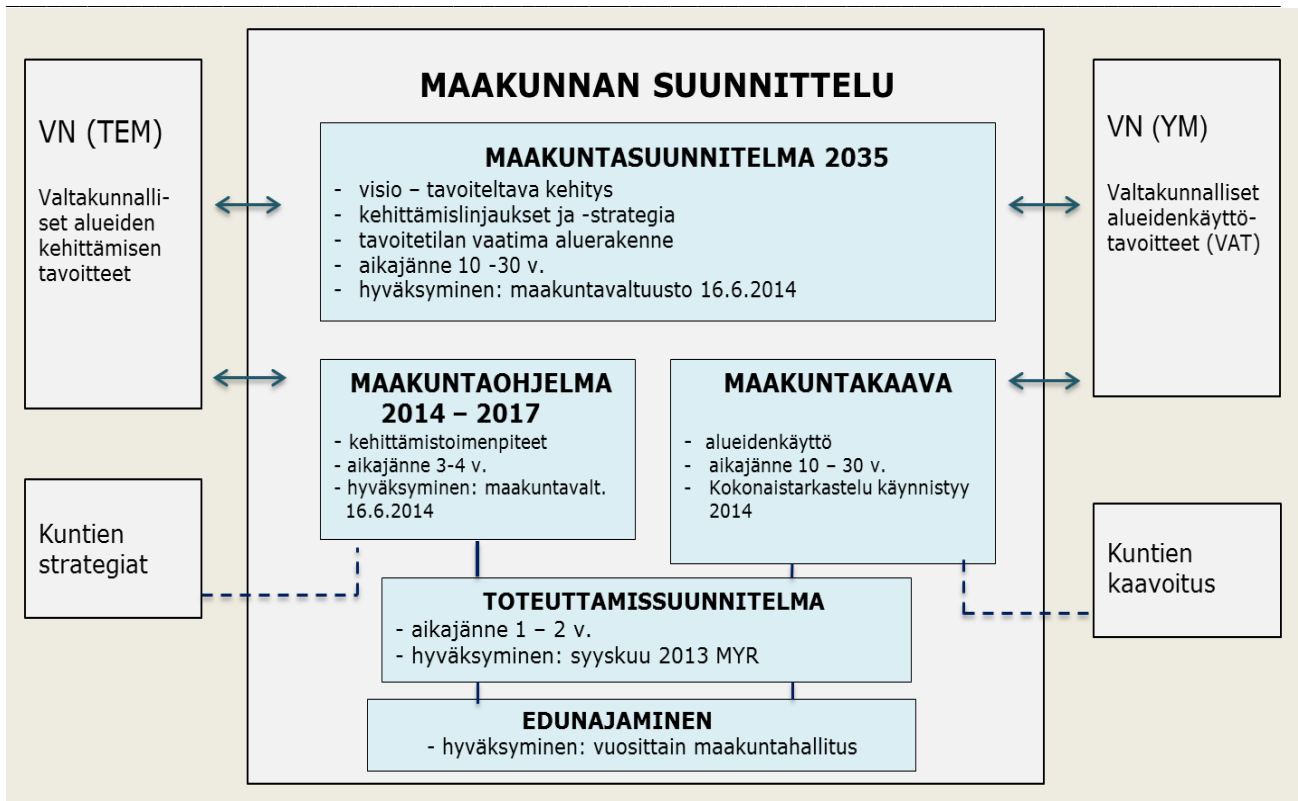 MAAKUNNAN SUUNNITTELU
VN (TEM)
Valtakunnalli-
set alueiden
kehittämisen
tavoitteet
MAAKUNTASUUNNITELMA 2035
- visio – tavoiteltava kehitys
- kehittämislinjaukset ja -strategia
- tavoitetilan vaatima aluerakenne
- aikajänne 10 -30 v.
- hyväksyminen: maakuntavaltuusto 16.6.2014
VN (YM)
Valtakunnalliset
alueidenkäyttö-
tavoitteet (VAT)
MAAKUNTAOHJELMA
2014 – 2017
- kehittämistoimenpiteet
- aikajänne 3-4 v.
- hyväksyminen: maakuntavalt.
16.6.2014
MAAKUNTAKAAVA
- alueidenkäyttö
- aikajänne 10 – 30 v.
- Kokonaistarkastelu käynnistyy
2014
Kuntien
strategiat
Kuntien
kaavoitus
TOTEUTTAMISSUUNNITELMA
- aikajänne 1 – 2 v.
- hyväksyminen: syyskuu 2013 MYR
EDUNAJAMINEN
- hyväksyminen: vuosittain maakuntahallitus